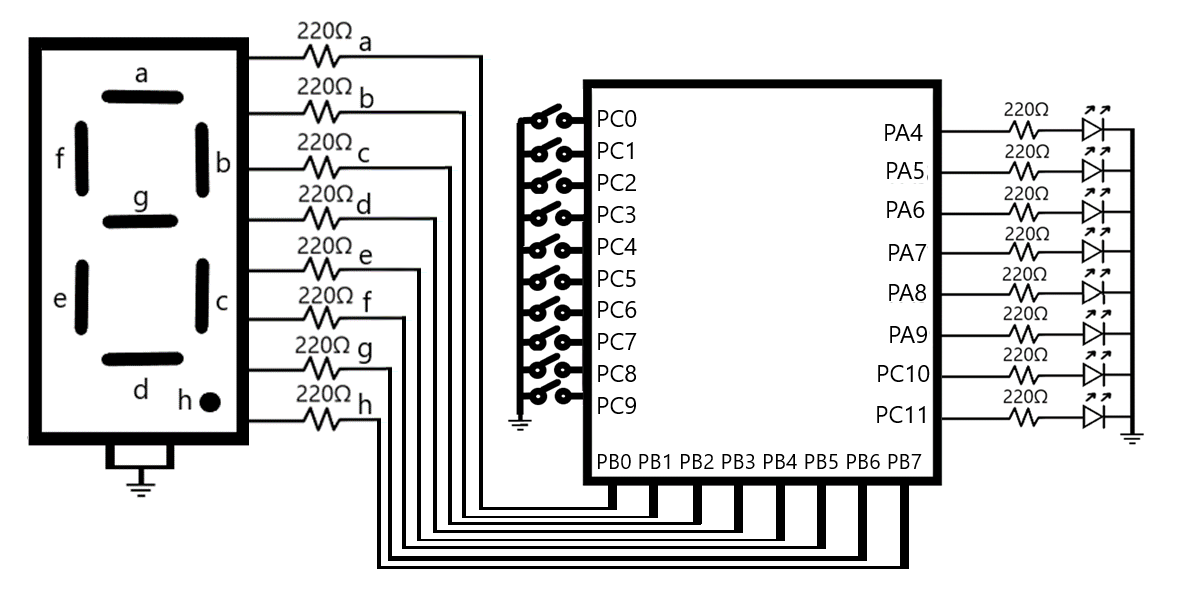 220Ω a
220Ω b
220Ω c
220Ω d
220Ω e
220Ω f
220Ω g
220Ω h
a
f
b
g
e
c
d
h
PC0
PC1
PC2
PC3
PC4
PC5
PC6
PC7
PC8
PC9
PA4
PA5
PA6
PA7
PA8
PA9
PC10
PC11
PB0 PB1 PB2 PB3 PB4 PB5 PB6 PB7
220Ω
220Ω
220Ω
220Ω
220Ω
220Ω
220Ω
220Ω